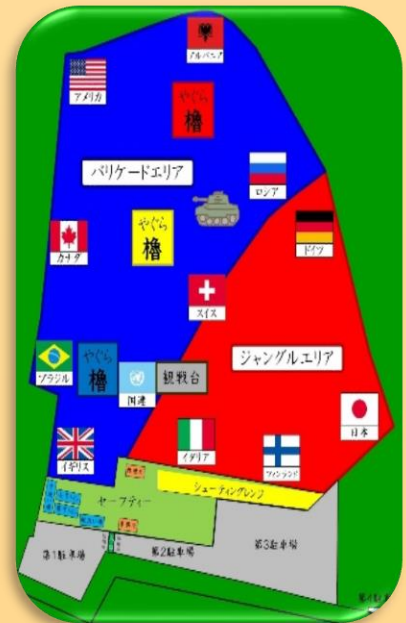 アルバニア
アメリカ
やぐら
櫓
バリケードエリア
ロシア
ドイツ
やぐら
櫓
カナダ
スイス
ブラジル
やぐら
櫓
国連
観戦台
ジャングルエリア
日本
イギリス
イタリア
フィンランド
セーフティー
シューティングレンジ
第1駐車場
第2駐車場
第3駐車場